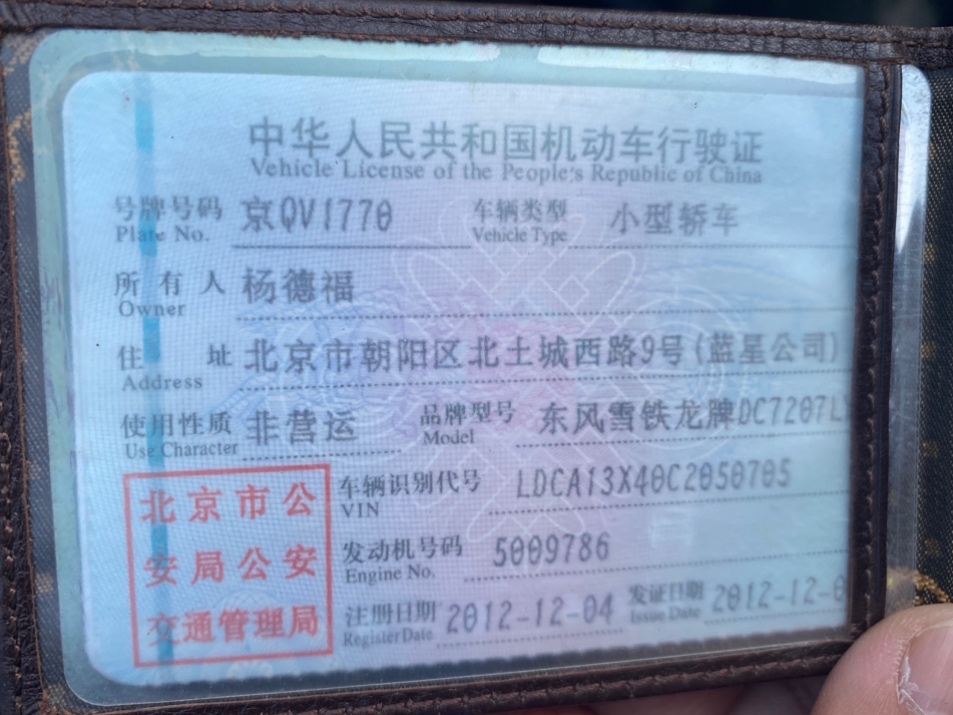 中华人民共和国机动车行驶证
Vehicle License of the People's Republic of China
号牌号码 京QV1770 车辆类型 小型轿车
Plate No. Vehicle Type
所有人 杨德福
Owner
住址 北京市朝阳区北土城西路9号(蓝星公司)
Address
使用性质 非营运 品牌型号 东风雪铁龙牌DC7207L
Use Character Model
北京市公 车辆识别代号 LDCA13X40C2050705
VIN
安局公安 发动机号码 5009786
Engine No.
交通管理局 注册日期 2012-12-04 发证日期 2012-12-0
Register Date Issue Date